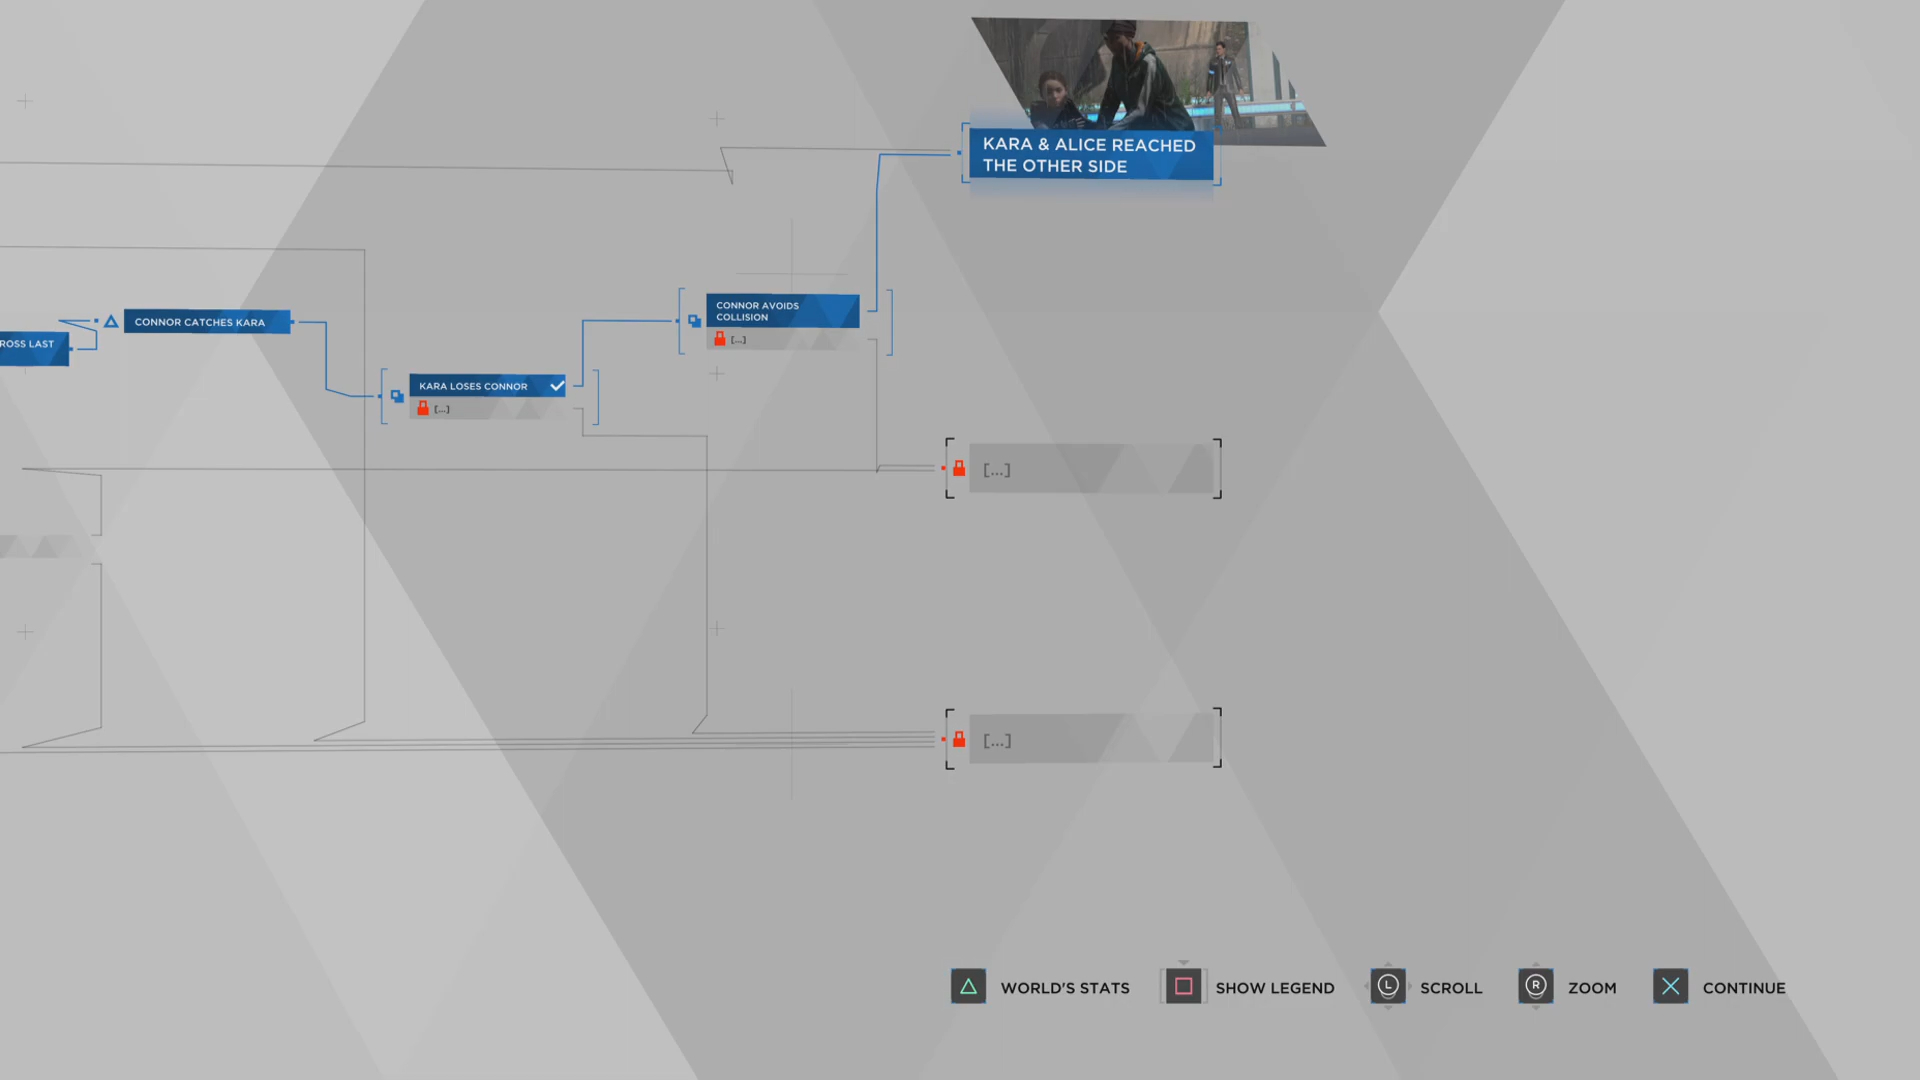 KARA & ALICE REACHED
THE OTHER SIDE
CONNOR AVOIDS
COLLISION
[...]
CONNOR CATCHES KARA
ROSS LAST
KARA LOSES CONNOR
[...]
[...]
[...]
WORLD'S STATS
SHOW LEGEND
L
SCROLL
R
ZOOM
CONTINUE